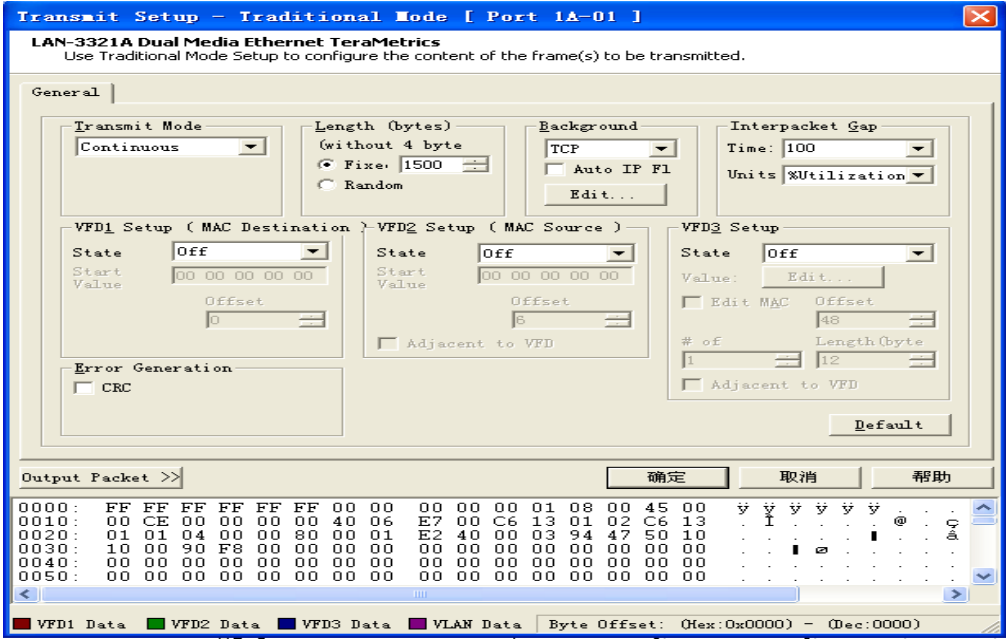 Transmit Setup - Traditional Mode [ Port 1A-01 ]
LAN-3321A Dual Media Ethernet TeraMetrics
Use Traditional Mode Setup to configure the content of the frame(s) to be transmitted.
General
Transmit Mode
Continuous
Length (bytes)
(without 4 byte
Fixe 1500
Random
Background
TCP
Auto IP Fl
Edit...
Interpacket Gap
Time: 100
Units %Utilization
VFD1 Setup ( MAC Destination )
State Off
Start Value 00 00 00 00 00
Offset
0
VFD2 Setup ( MAC Source )
State Off
Start Value 00 00 00 00 00
Offset
6
Adjacent to VFD
VFD3 Setup
State Off
Value: Edit...
Edit MAC Offset
48
# of Length(byte
1 12
Adjacent to VFD
Error Generation
CRC
Default
Output Packet >> 确定 取消 帮助
0000: FF FF FF FF FF FF 00 00 00 00 00 01 08 00 45 00 ÿ ÿ ÿ ÿ ÿ ÿ . .
0010: 00 CE 00 00 00 00 40 06 E7 00 C6 13 01 02 C6 13 . Î . . . . @ . ç
0020: 01 01 04 00 00 80 00 01 E2 40 00 03 94 47 50 10 . . . . . . . â
0030: 10 00 90 F8 00 00 00 00 00 00 00 00 00 00 00 00 . . ø . . . . .
0040: 00 00 00 00 00 00 00 00 00 00 00 00 00 00 00 00 . . . . . . . .
0050: 00 00 00 00 00 00 00 00 00 00 00 00 00 00 00 00 . . . . . . . .
VFD1 Data VFD2 Data VFD3 Data VLAN Data Byte Offset: (Hex:0x0000) - (Dec:0000)